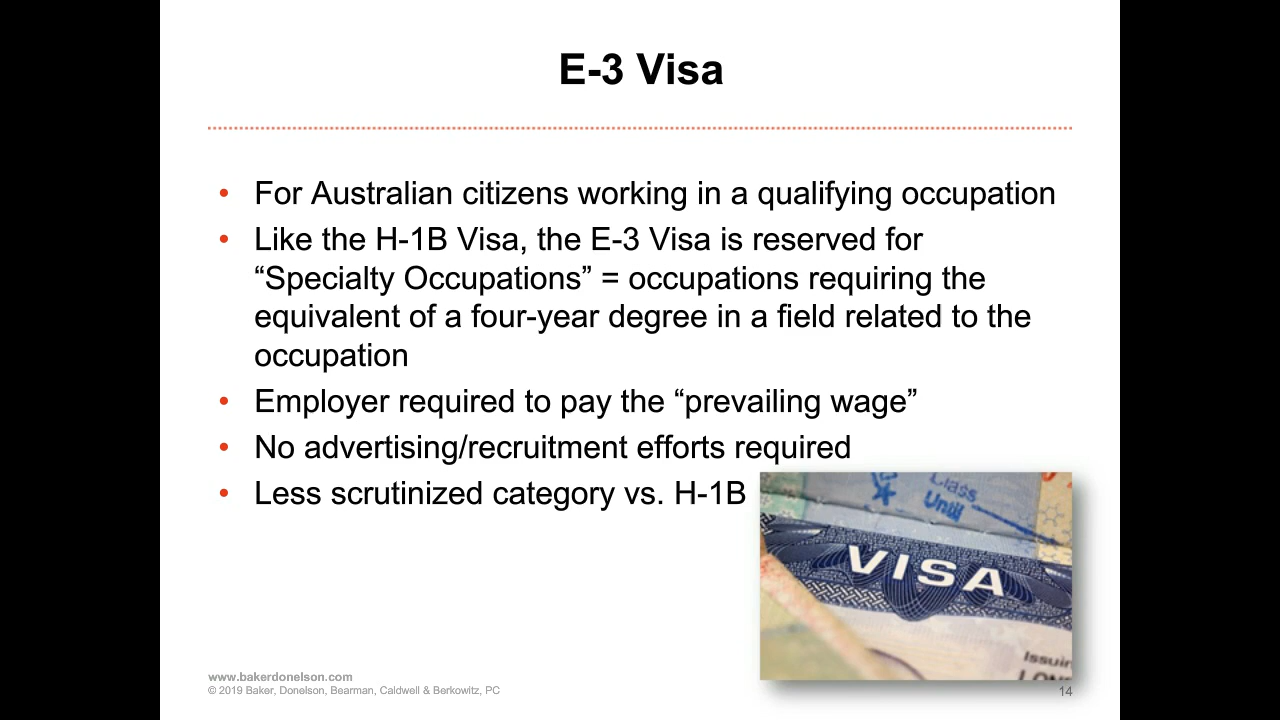 E-3 Visa
• For Australian citizens working in a qualifying occupation
• Like the H-1B Visa, the E-3 Visa is reserved for
“Specialty Occupations” = occupations requiring the
equivalent of a four-year degree in a field related to the
occupation
• Employer required to pay the “prevailing wage”
• No advertising/recruitment efforts required
• Less scrutinized category vs. H-1B
Class
Until
VISA
www.bakerdonelson.com
© 2019 Baker, Donelson, Bearman, Caldwell & Berkowitz, PC
14